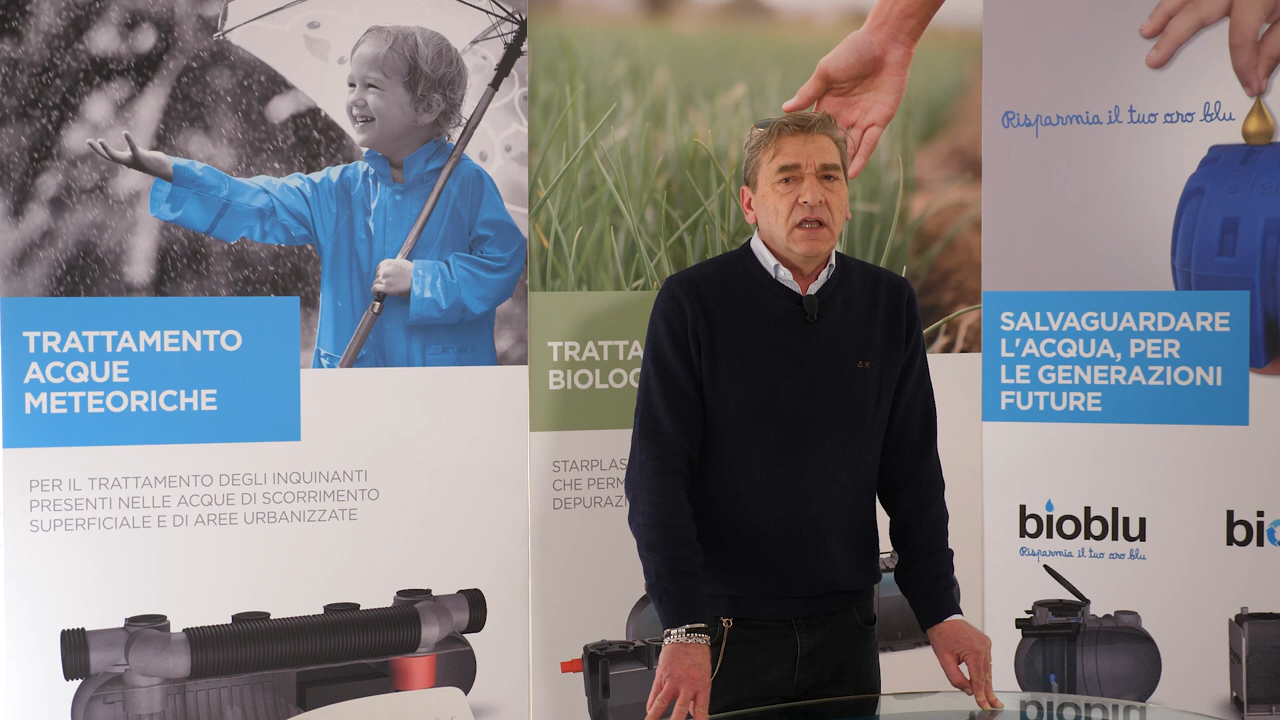 TRATTAMENTO
ACQUE
METEORICHE
PER IL TRATTAMENTO DEGLI INQUINANTI
PRESENTI NELLE ACQUE DI SCORRIMENTO
SUPERFICIALE E DI AREE URBANIZZATE
TRATTA
BIOLOG
STARPLAS
CHE PERM
DEPURAZI
AX
Risparmia il tuo oro blu
SALVAGUARDARE
L'ACQUA, PER
LE GENERAZIONI
FUTURE
bioblu
Risparmia il tuo oro blu
bio